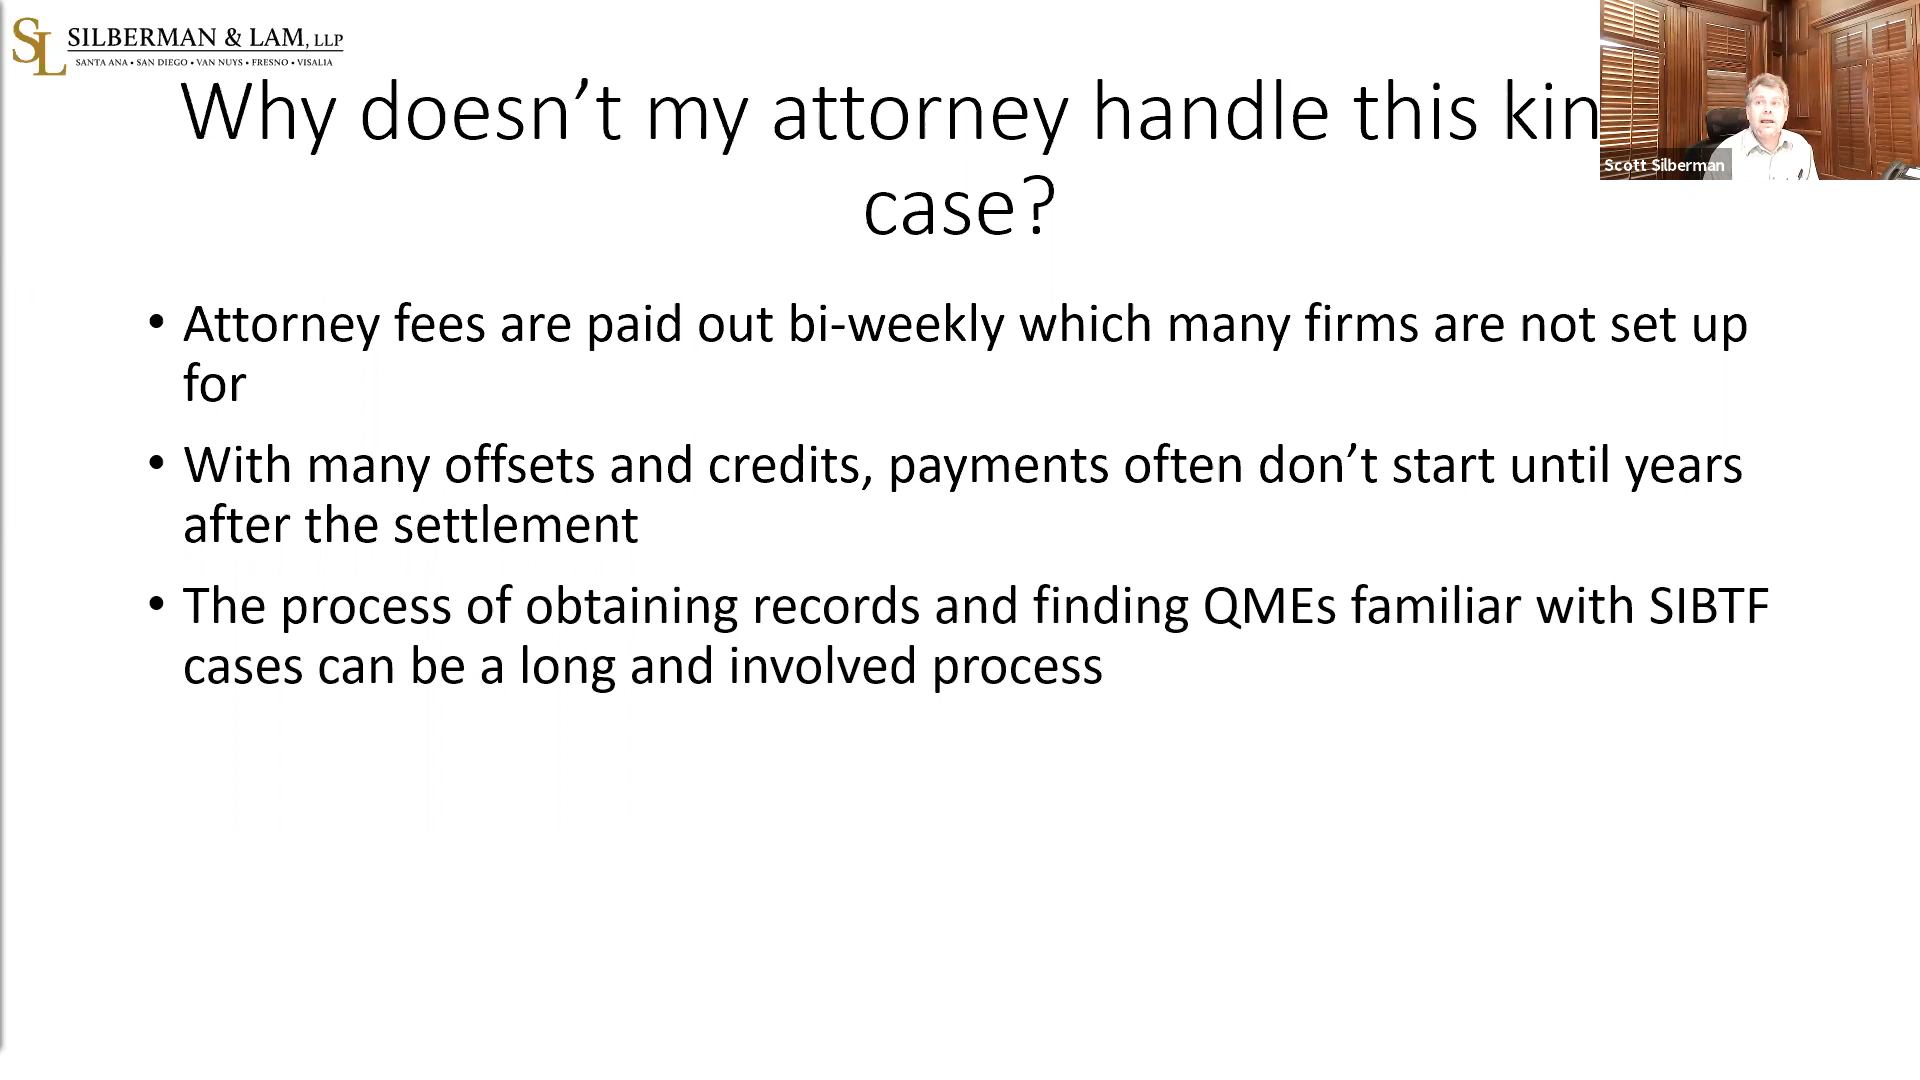 SL
SILBERMAN & LAM, LLP
SANTA ANA • SAN DIEGO • VAN NUYS • FRESNO • VISALIA
Why doesn’t my attorney handle this kin
case?
Scott Silberman
• Attorney fees are paid out bi-weekly which many firms are not set up
for
• With many offsets and credits, payments often don’t start until years
after the settlement
• The process of obtaining records and finding QMEs familiar with SIBTF
cases can be a long and involved process